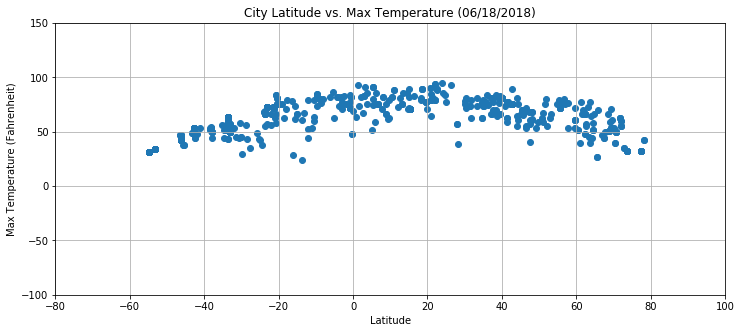 City Latitude vs. Max Temperature (06/18/2018)
Max Temperature (Fahrenheit)
150
100
50
0
−50
−100
−80 −60 −40 −20 0 20 40 60 80 100
Latitude